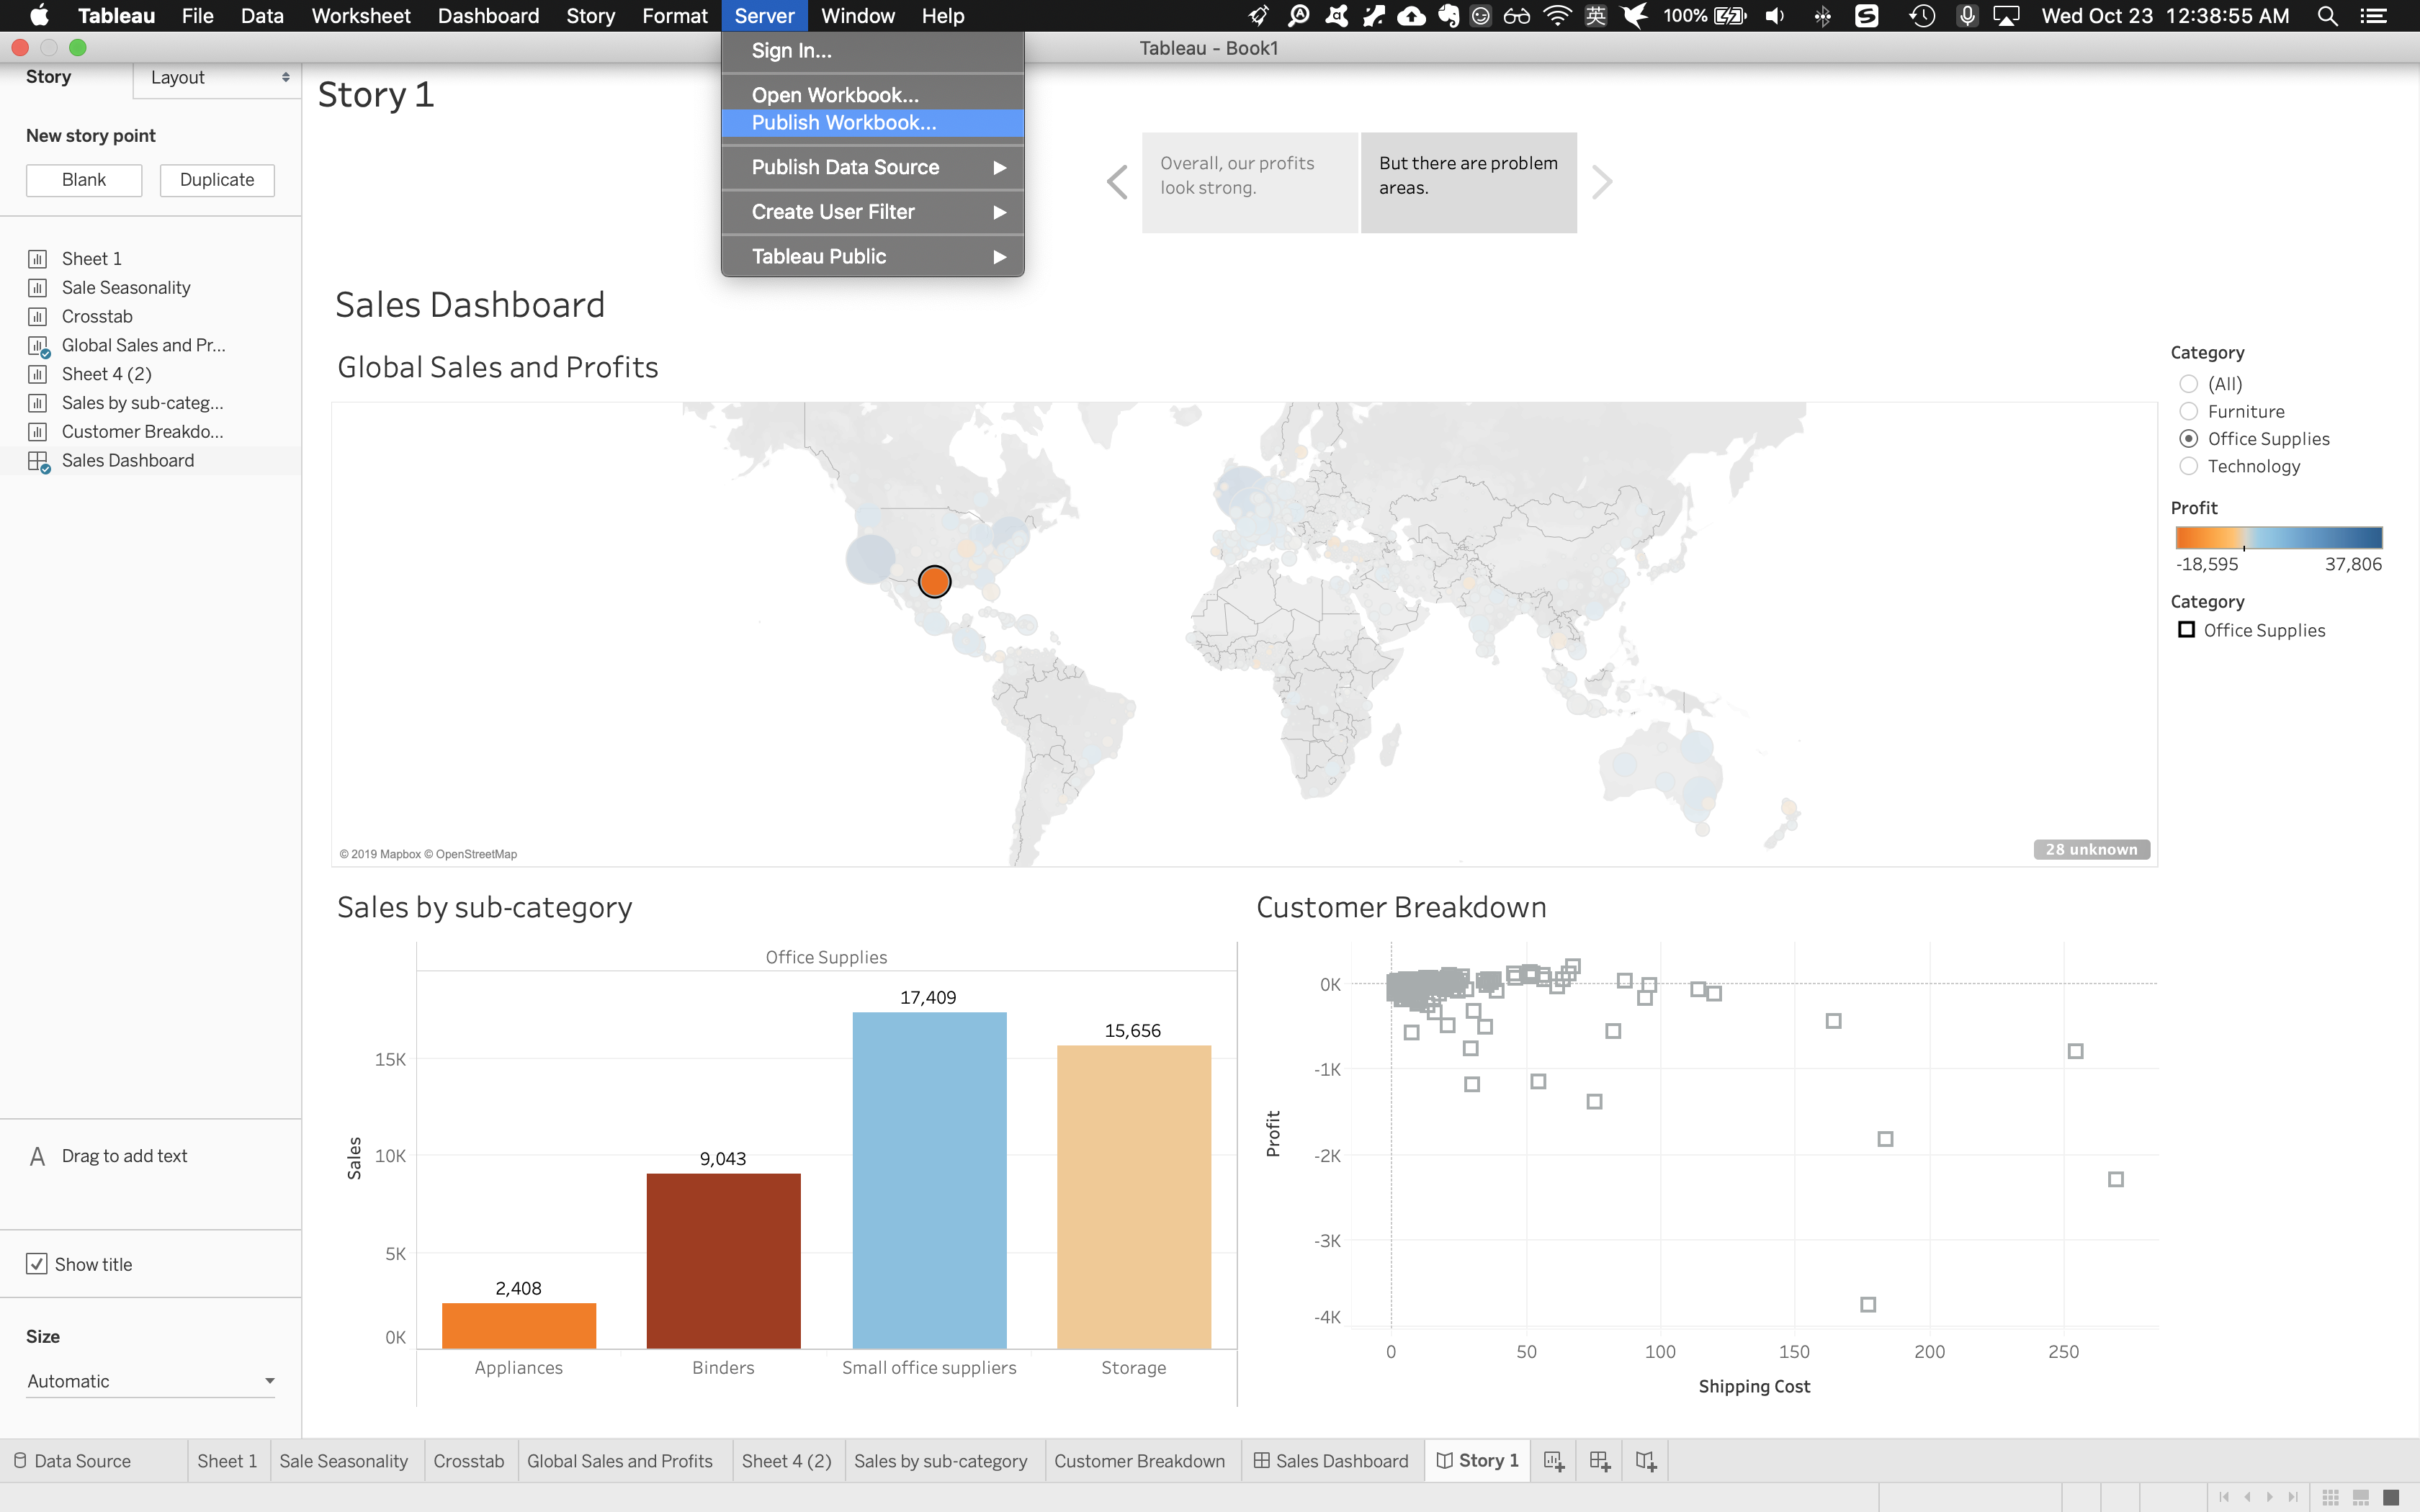 Tableau File Data Worksheet Dashboard Story Format Server Window Help 英 100% Wed Oct 23 12:38:55 AM
Tableau - Book1
Sign In...
Open Workbook...
Publish Workbook...
Publish Data Source
Create User Filter
Tableau Public
Story Layout
New story point
Blank Duplicate
Sheet 1
Sale Seasonality
Crosstab
Global Sales and Pr...
Sheet 4 (2)
Sales by sub-categ...
Customer Breakdo...
Sales Dashboard
A Drag to add text
Show title
Size
Automatic
Story 1
Overall, our profits
look strong.
But there are problem
areas.
Sales Dashboard
Global Sales and Profits
© 2019 Mapbox © OpenStreetMap
28 unknown
Category
(All)
Furniture
Office Supplies
Technology
Profit
-18,595 37,806
Category
Office Supplies
Sales by sub-category
Office Supplies
Sales
15K
10K
5K
0K
2,408
9,043
17,409
15,656
Appliances Binders Small office suppliers Storage
Customer Breakdown
Profit
0K
-1K
-2K
-3K
-4K
0 50 100 150 200 250
Shipping Cost
Data Source Sheet 1 Sale Seasonality Crosstab Global Sales and Profits Sheet 4 (2) Sales by sub-category Customer Breakdown Sales Dashboard Story 1